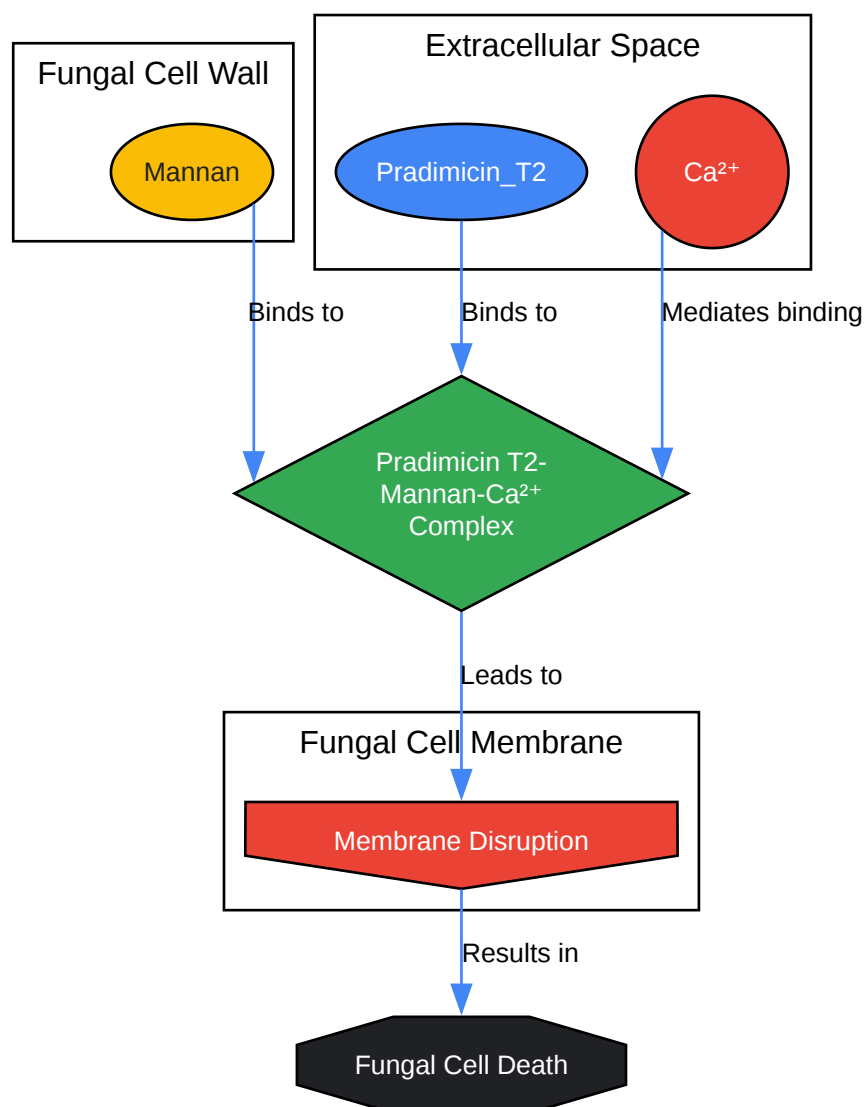 Fungal Cell Wall
Extracellular Space
Mannan
Pradimicin_T2
Ca²⁺
Binds to
Binds to
Mediates binding
Pradimicin T2-
Mannan-Ca²⁺
Complex
Leads to
Fungal Cell Membrane
Membrane Disruption
Results in
Fungal Cell Death